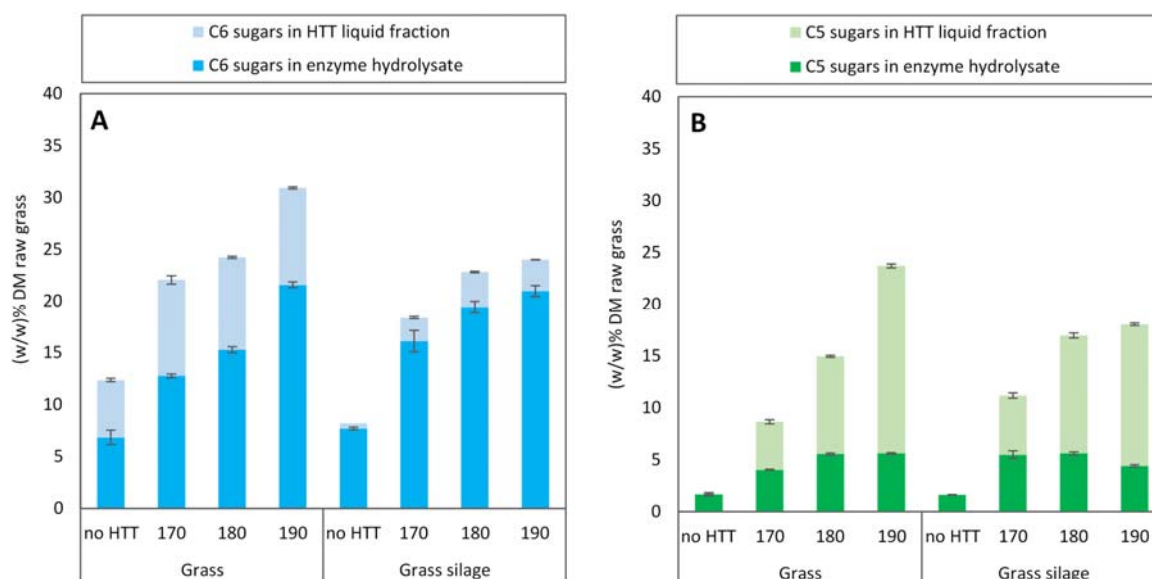 C6 sugars in HTT liquid fraction
C6 sugars in enzyme hydrolysate
A
(w/w)% DM raw grass
40
35
30
25
20
15
10
5
0
no HTT 170 180 190 no HTT 170 180 190
Grass Grass silage
C5 sugars in HTT liquid fraction
C5 sugars in enzyme hydrolysate
B
(w/w)% DM raw grass
40
35
30
25
20
15
10
5
0
no HTT 170 180 190 no HTT 170 180 190
Grass Grass silage